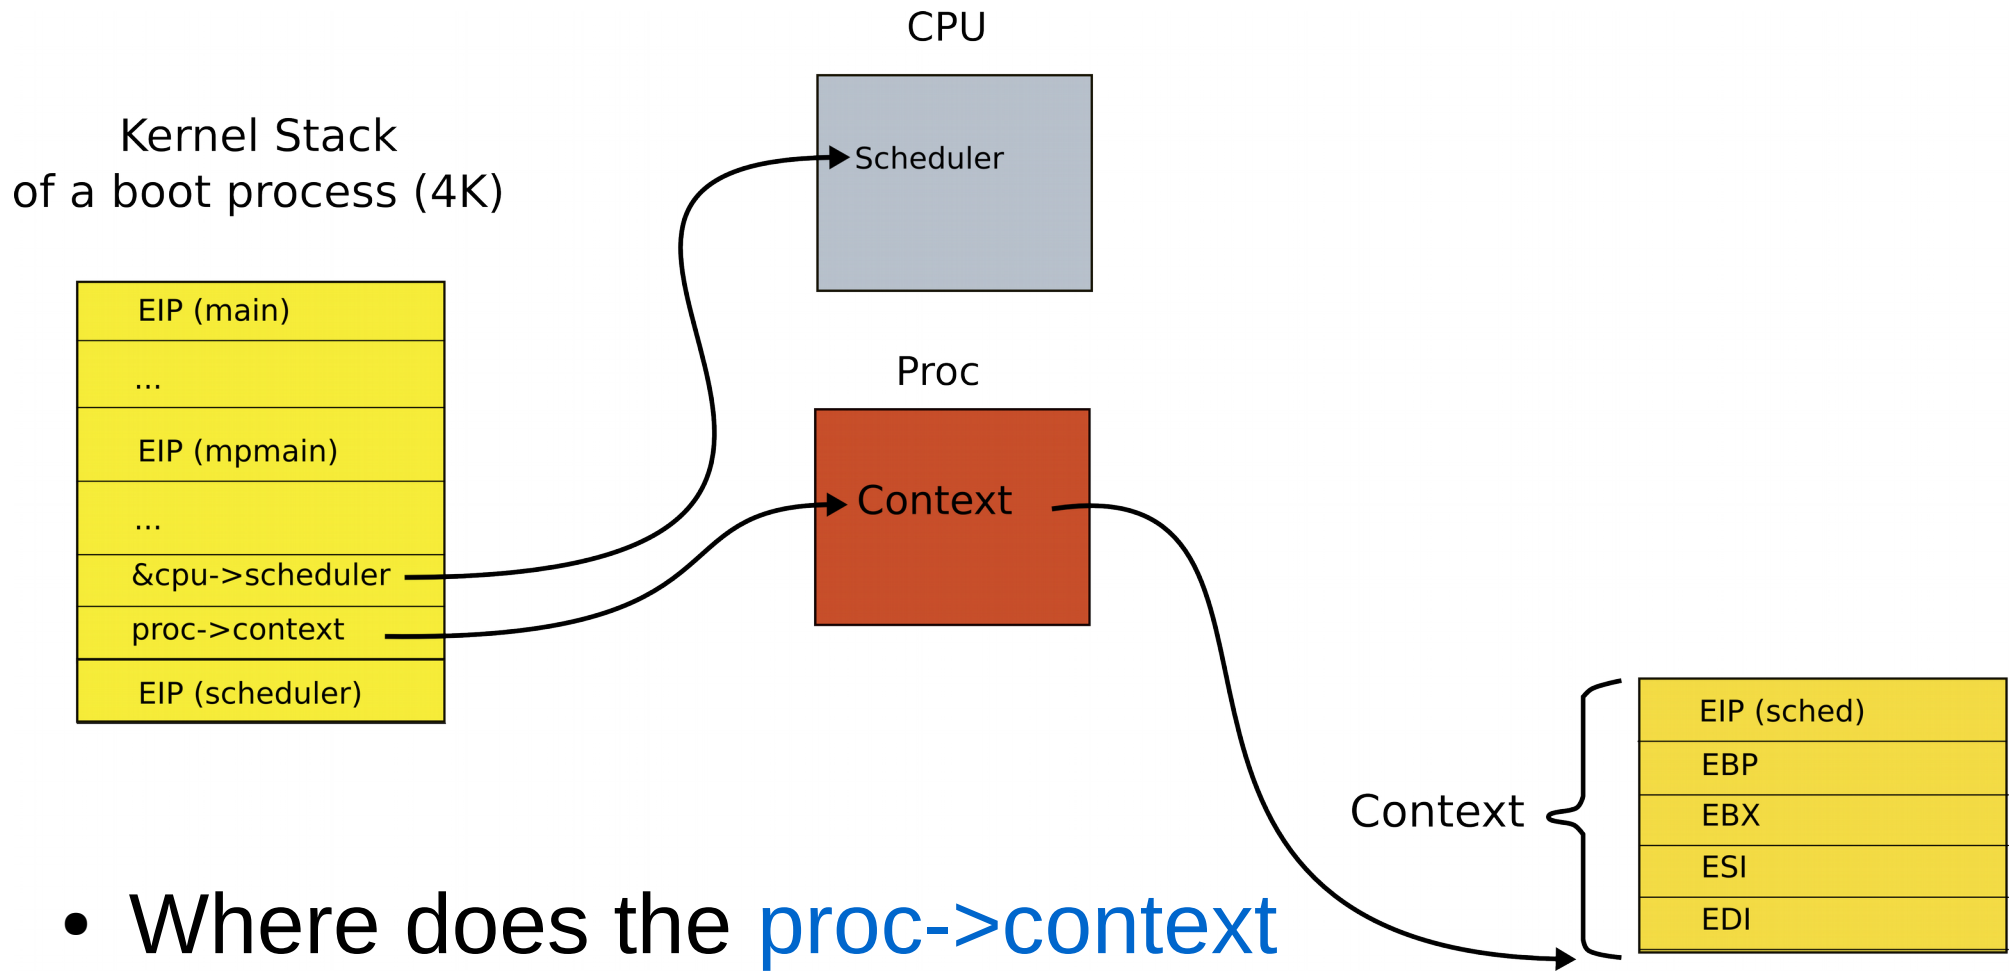 CPU
Kernel Stack
of a boot process (4K)
Scheduler
EIP (main)
...
EIP (mpmain)
...
&cpu->scheduler
proc->context
EIP (scheduler)
Proc
Context
Context
EIP (sched)
EBP
EBX
ESI
EDI
• Where does the proc->context